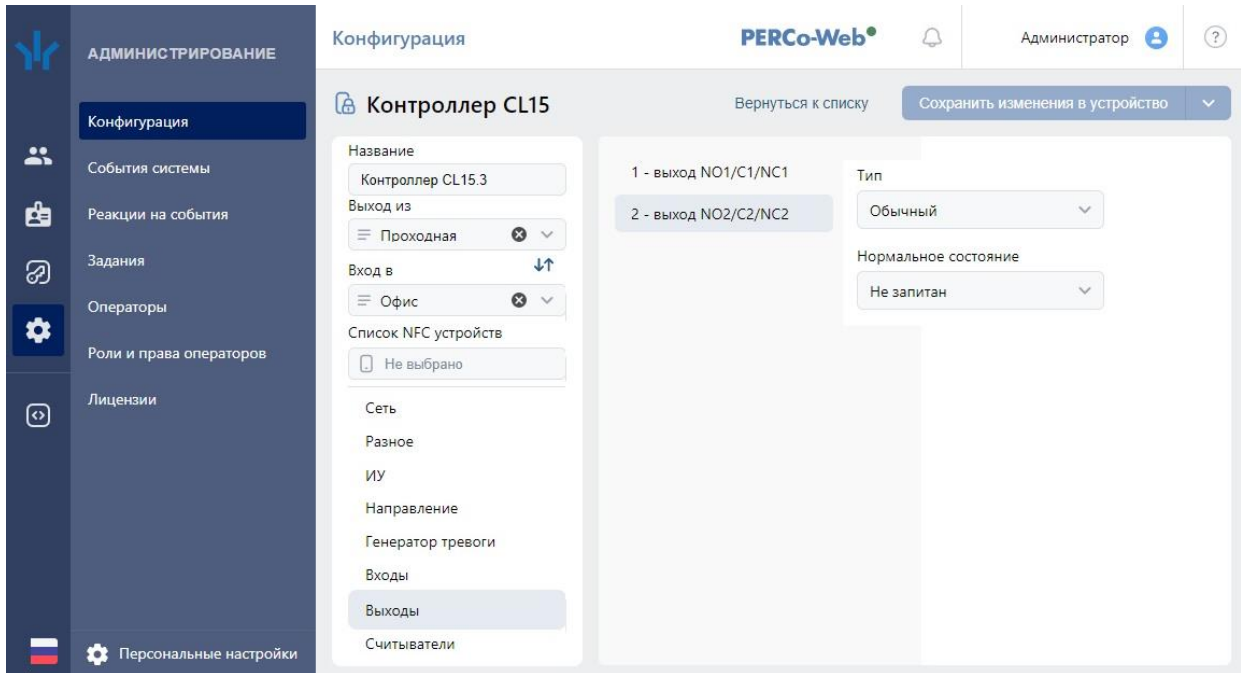 АДМИНИСТРИРОВАНИЕ
Конфигурация
События системы
Реакции на события
Задания
Операторы
Роли и права операторов
Лицензии
Персональные настройки
Конфигурация
PERCo-Web
Администратор
?
Контроллер CL15
Вернуться к списку
Сохранить изменения в устройство
Название
Контроллер CL15.3
Выход из
Проходная
Вход в
Офис
Список NFC устройств
Не выбрано
Сеть
Разное
ИУ
Направление
Генератор тревоги
Входы
Выходы
Считыватели
1 - выход NO1/C1/NC1
2 - выход NO2/C2/NC2
Тип
Обычный
Нормальное состояние
Не запитан